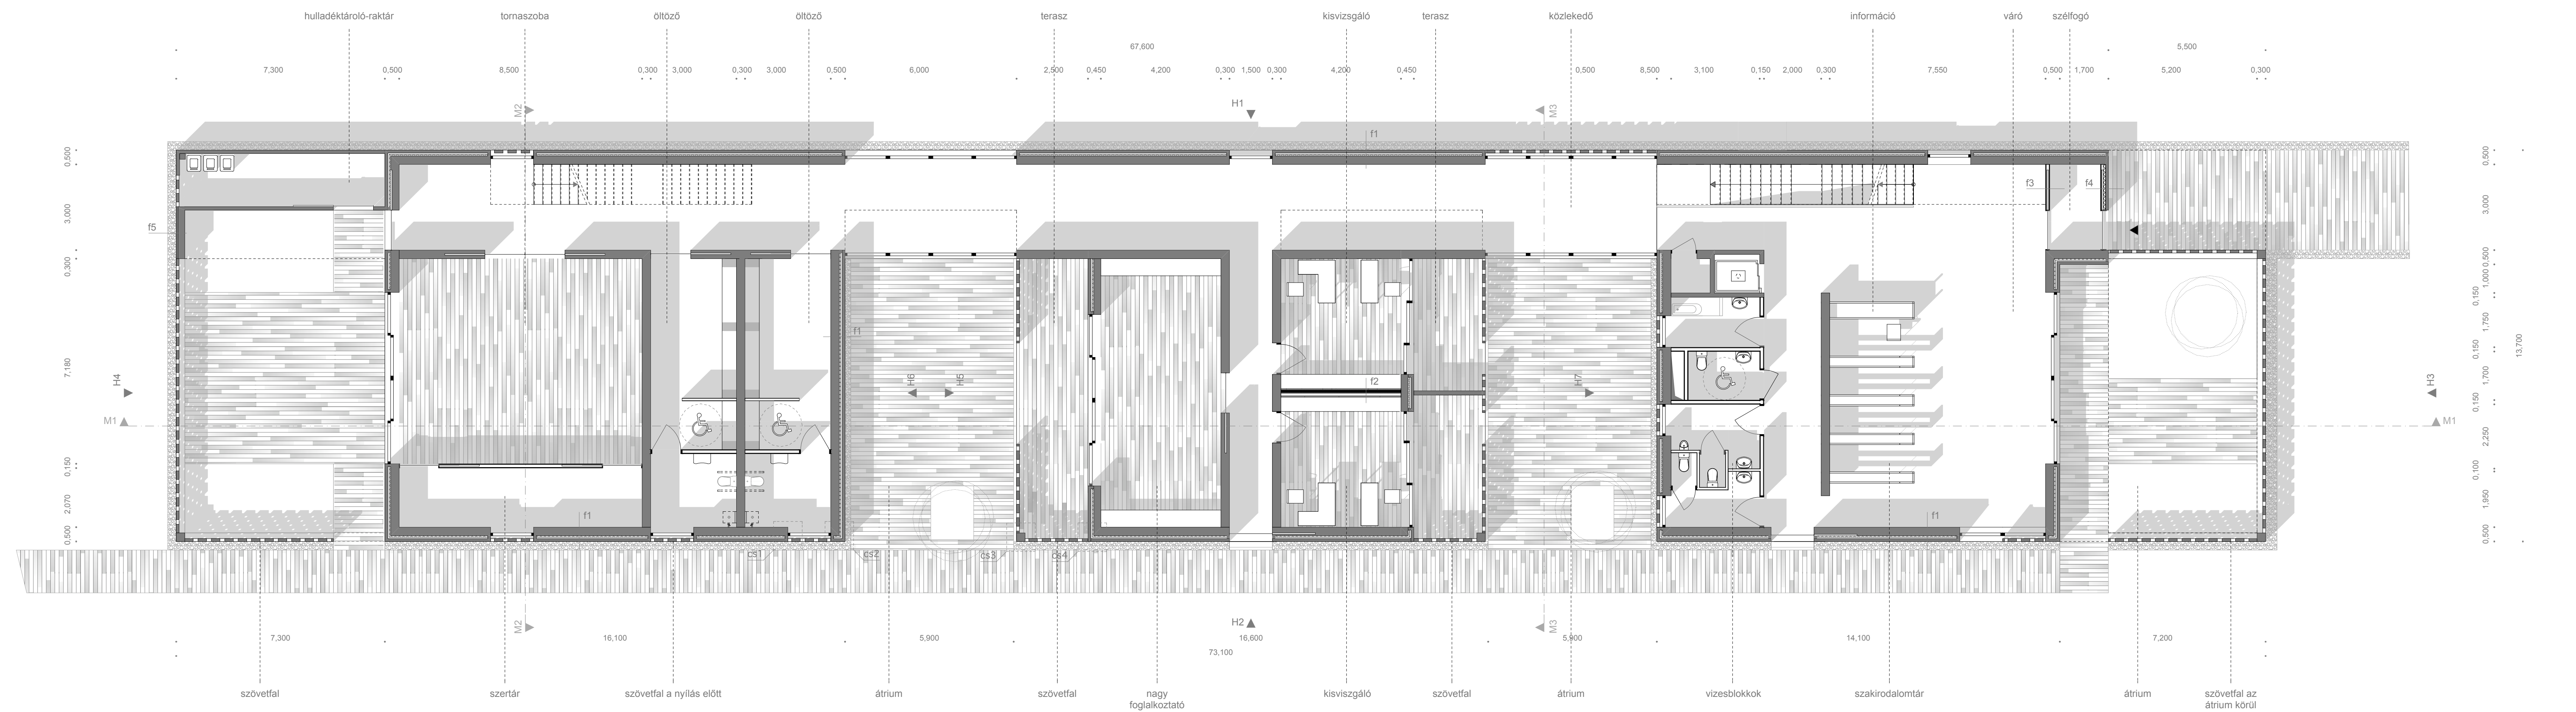 hulladéktároló-raktár tornaszoba öltöző öltöző terasz kisvizsgáló terasz közlekedő információ váró szélfogó
67,600 5,500
7,300 0,500 8,500 0,300 3,000 0,300 3,000 0,500 6,000 2,500 0,450 4,200 0,300 1,500 0,300 4,200 0,450 0,500 8,500 3,100 0,150 2,000 0,300 7,550 0,500 1,700 5,200 0,300
M2 H1 M3
f1
0,500 0,500
f3 f4
3,000 3,000
f5
0,300 0,500
1,000
0,150
f1 1,750
0,150 13,700
7,180 1,700
H4 H6 H5 f2 H7 H3
0,150
M1 M1
2,250
0,150 0,100
2,070 1,950
f1 f1
0,500 0,500
cs1 cs2 cs3 cs4
M2 H2 M3
7,300 16,100 5,900 16,600 5,900 14,100 7,200
73,100
szövetfal szertár szövetfal a nyílás előtt átrium szövetfal nagy kisviszgáló szövetfal átrium vizesblokkok szakirodalomtár átrium szövetfal az
foglalkoztató átrium körül